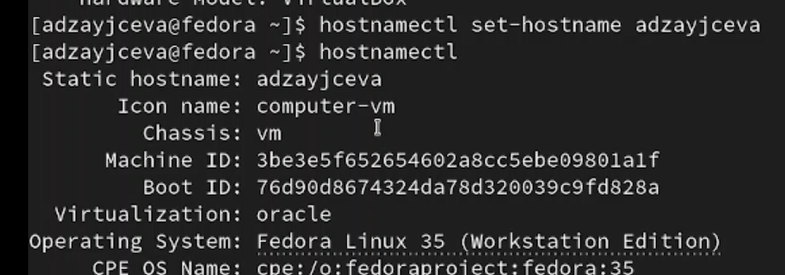 Hardware Model: VirtualBox
[adzayjceva@fedora ~]$ hostnamectl set-hostname adzayjceva
[adzayjceva@fedora ~]$ hostnamectl
Static hostname: adzayjceva
Icon name: computer-vm
Chassis: vm
Machine ID: 3be3e5f652654602a8cc5ebe09801a1f
Boot ID: 76d90d8674324da78d320039c9fd828a
Virtualization: oracle
Operating System: Fedora Linux 35 (Workstation Edition)
CPE OS Name: cpe:/o:fedoraproject:fedora:35